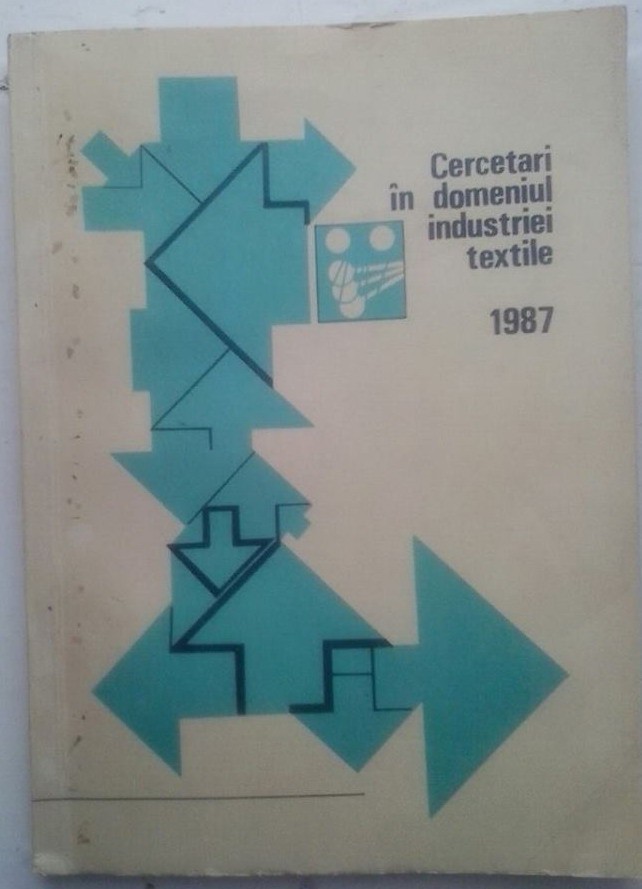 Cercetari
în domeniul
industriei
textile
1987